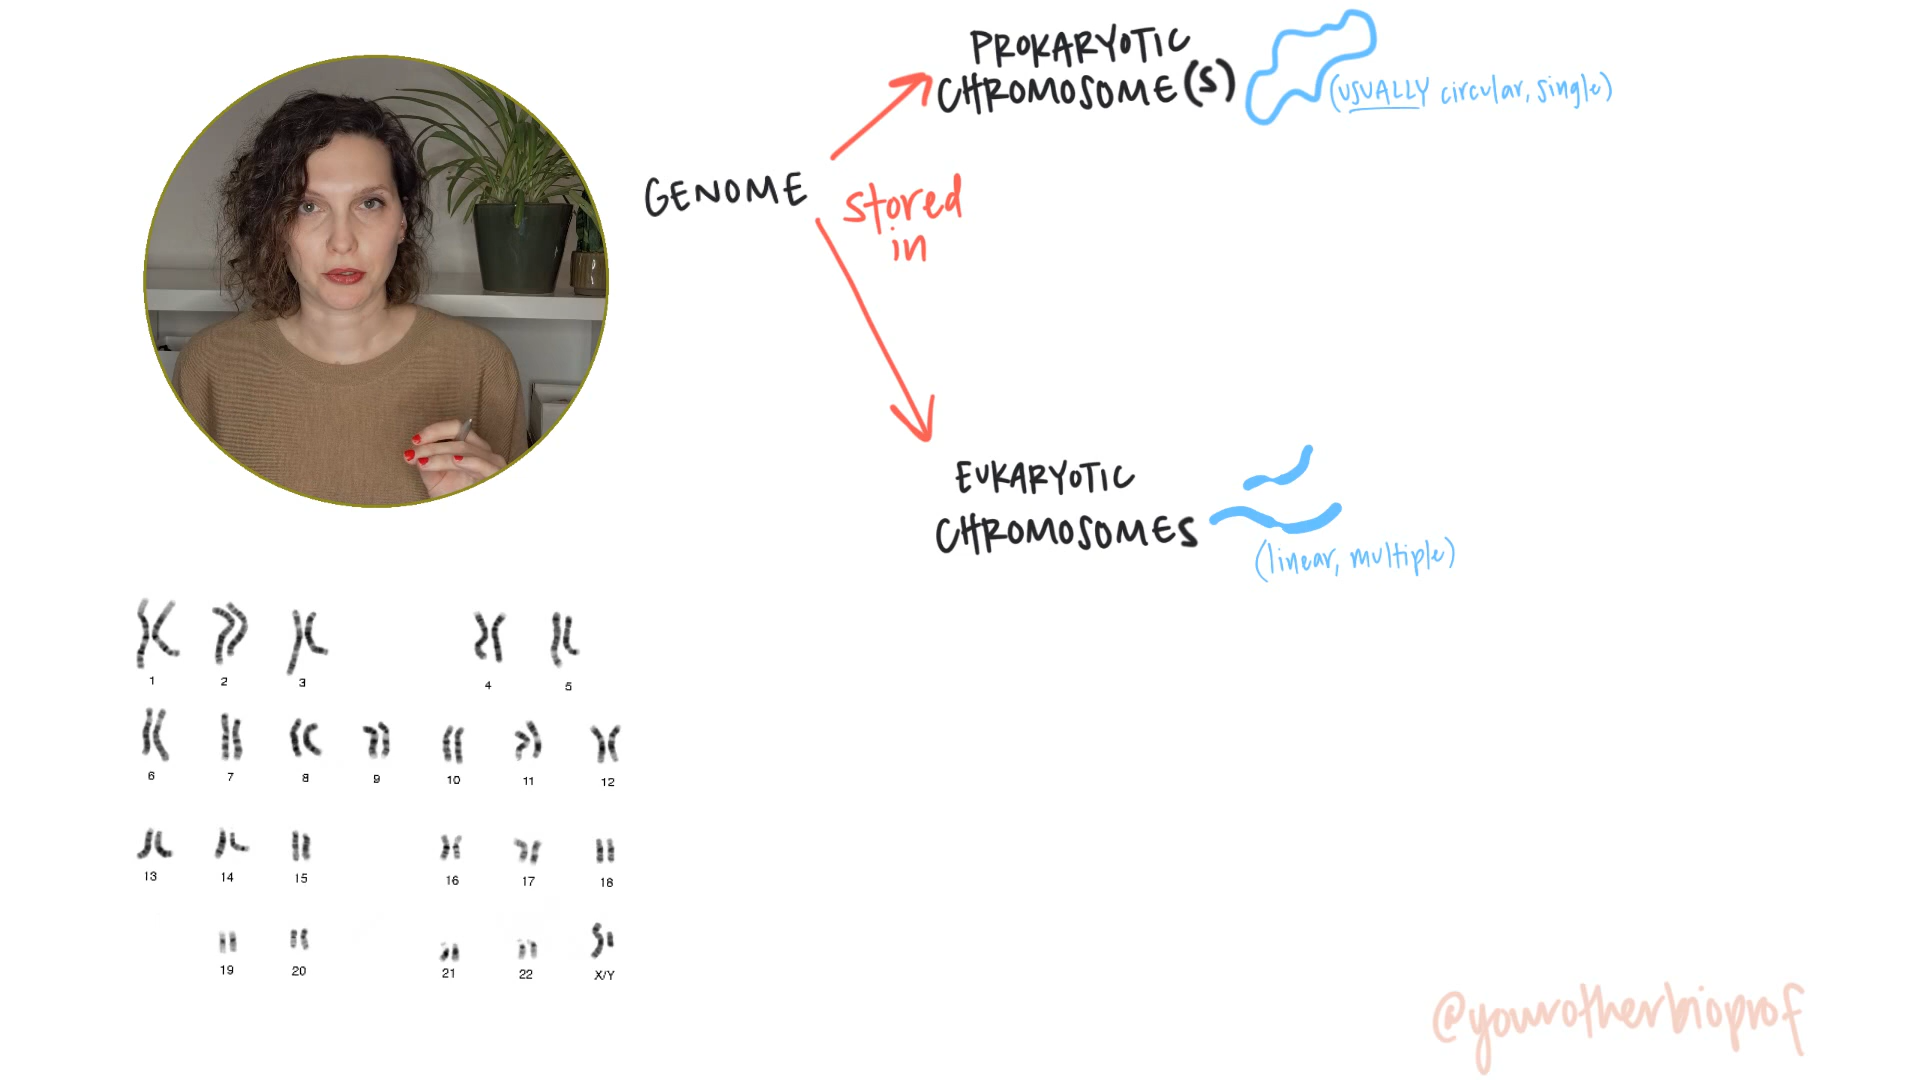 PROKARYOTIC
CHROMOSOME(S)
(USUALLY circular, single)
GENOME
stored
in
EUKARYOTIC
CHROMOSOMES
(linear, multiple)
1 2 3 4 5
6 7 8 9 10 11 12
13 14 15 16 17 18
19 20 21 22 X/Y
@yourotherbioprof